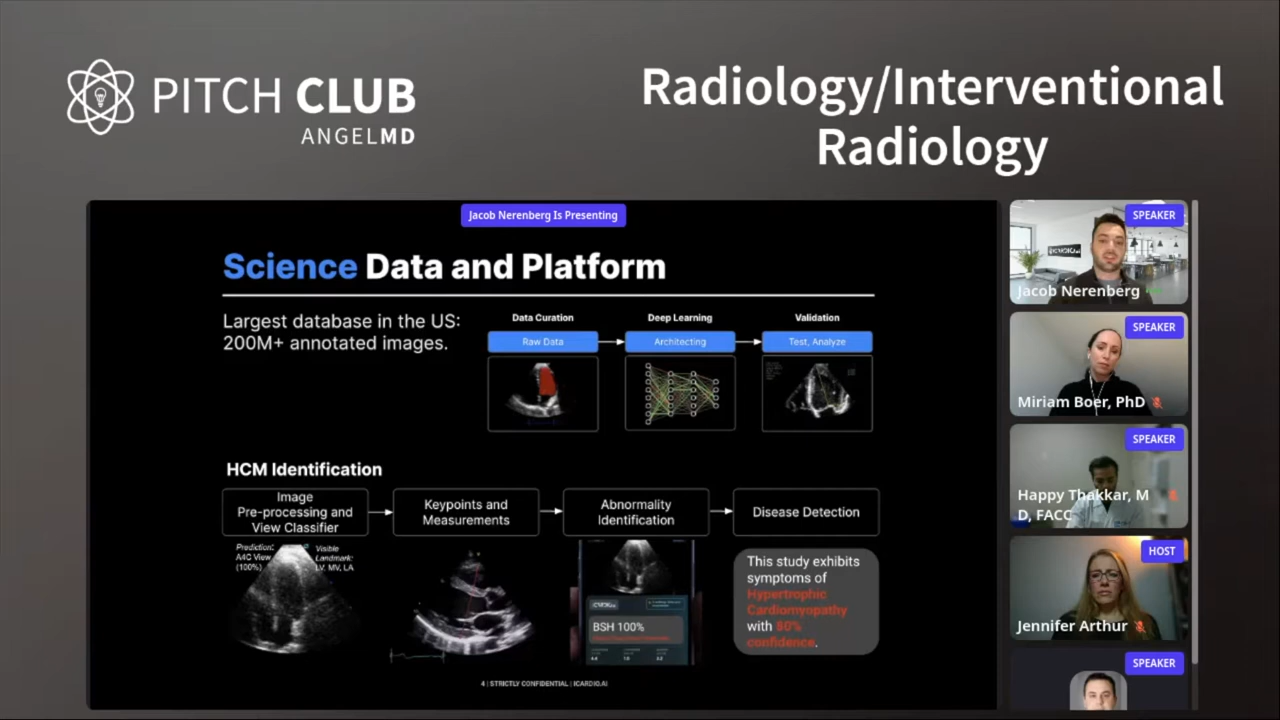 PITCH CLUB
ANGELMD
Radiology/Interventional
Radiology
Jacob Nerenberg Is Presenting
Science Data and Platform
Largest database in the US:
200M+ annotated images.
Data Curation
Deep Learning
Validation
Raw Data
Architecting
Test, Analyze
HCM Identification
Image
Pre-processing and
View Classifier
Keypoints and
Measurements
Abnormality
Identification
Disease Detection
Prediction:
A4C View
(100%)
Visible
Landmark:
LV, MV, LA
BSH 100%
This study exhibits
symptoms of
Hypertrophic
Cardiomyopathy
with 80%
confidence.
4 | STRICTLY CONFIDENTIAL | ICARDIO.AI
SPEAKER
Jacob Nerenberg
SPEAKER
Miriam Boer, PhD
SPEAKER
Happy Thakkar, M
D, FACC
HOST
Jennifer Arthur
SPEAKER